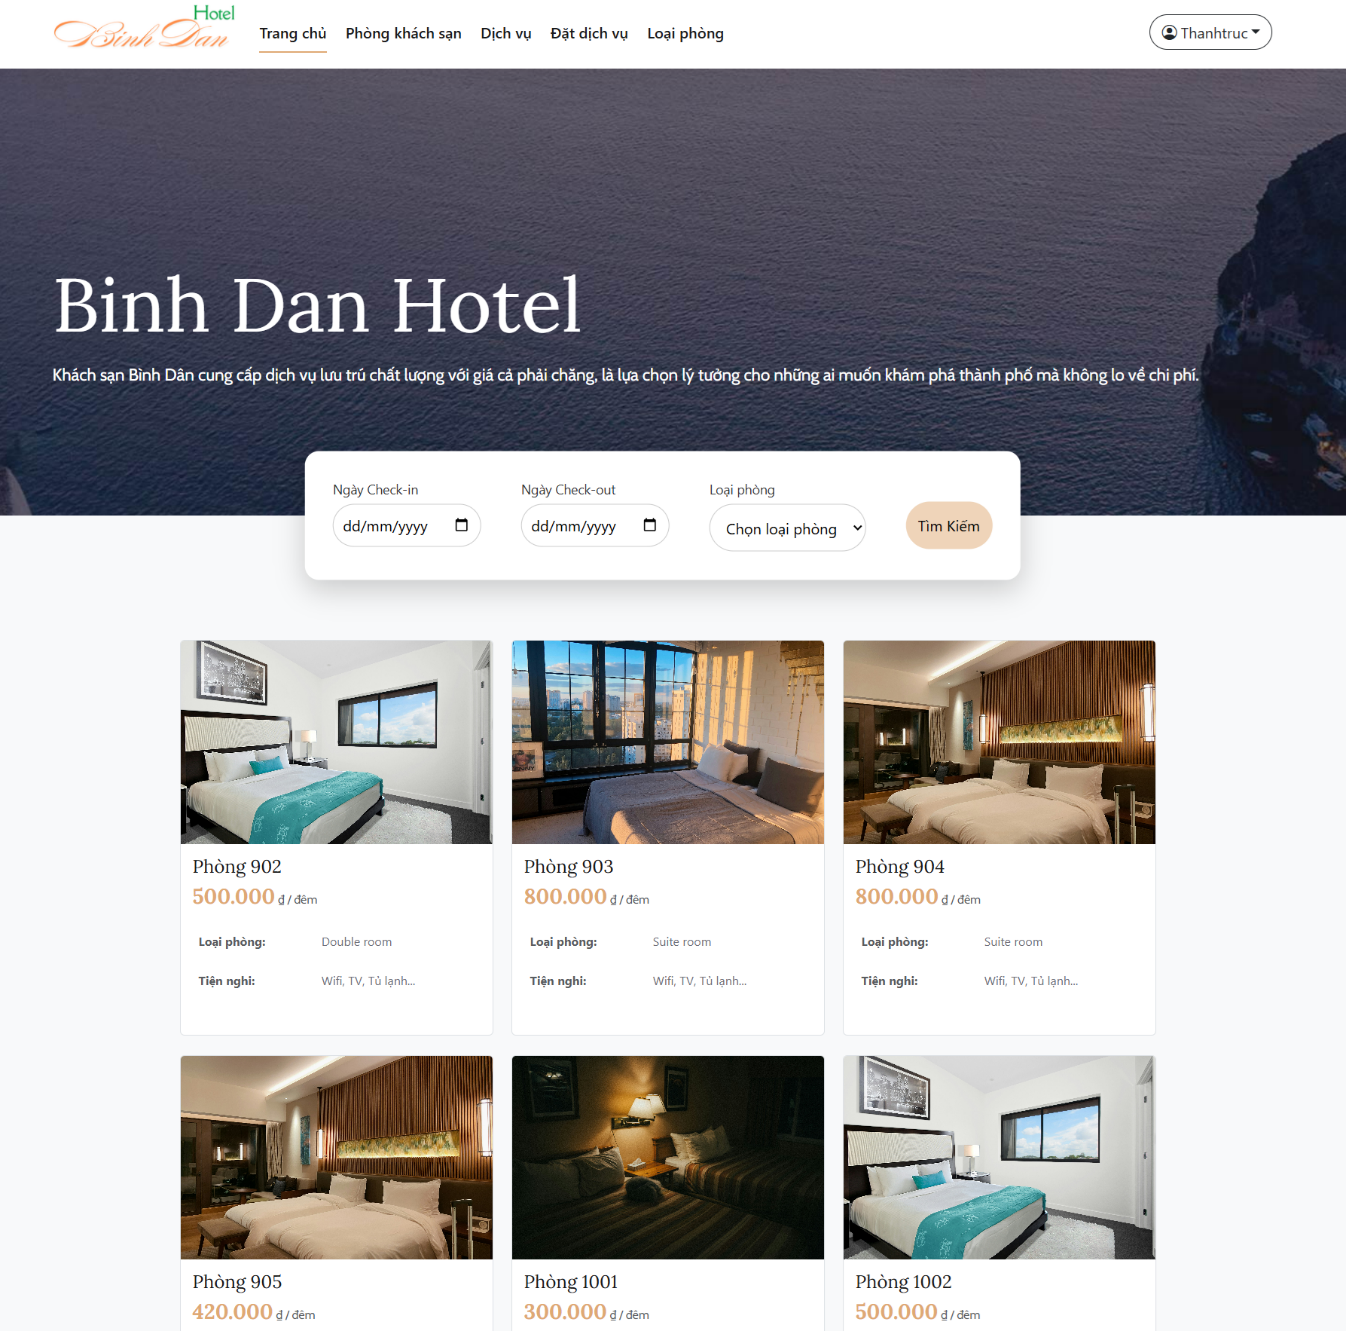 Hotel
Binh Dan
Trang chủ
Phòng khách sạn
Dịch vụ
Đặt dịch vụ
Loại phòng
Thanhtruc
Binh Dan Hotel
Khách sạn Bình Dân cung cấp dịch vụ lưu trú chất lượng với giá cả phải chăng, là lựa chọn lý tưởng cho những ai muốn khám phá thành phố mà không lo về chi phí.
Ngày Check-in
dd/mm/yyyy
Ngày Check-out
dd/mm/yyyy
Loại phòng
Chọn loại phòng
Tìm Kiếm
Phòng 902
500.000 ₫ / đêm
Loại phòng: Double room
Tiện nghi: Wifi, TV, Tủ lạnh...
Phòng 903
800.000 ₫ / đêm
Loại phòng: Suite room
Tiện nghi: Wifi, TV, Tủ lạnh...
Phòng 904
800.000 ₫ / đêm
Loại phòng: Suite room
Tiện nghi: Wifi, TV, Tủ lạnh...
Phòng 905
420.000 ₫ / đêm
Phòng 1001
300.000 ₫ / đêm
Phòng 1002
500.000 ₫ / đêm